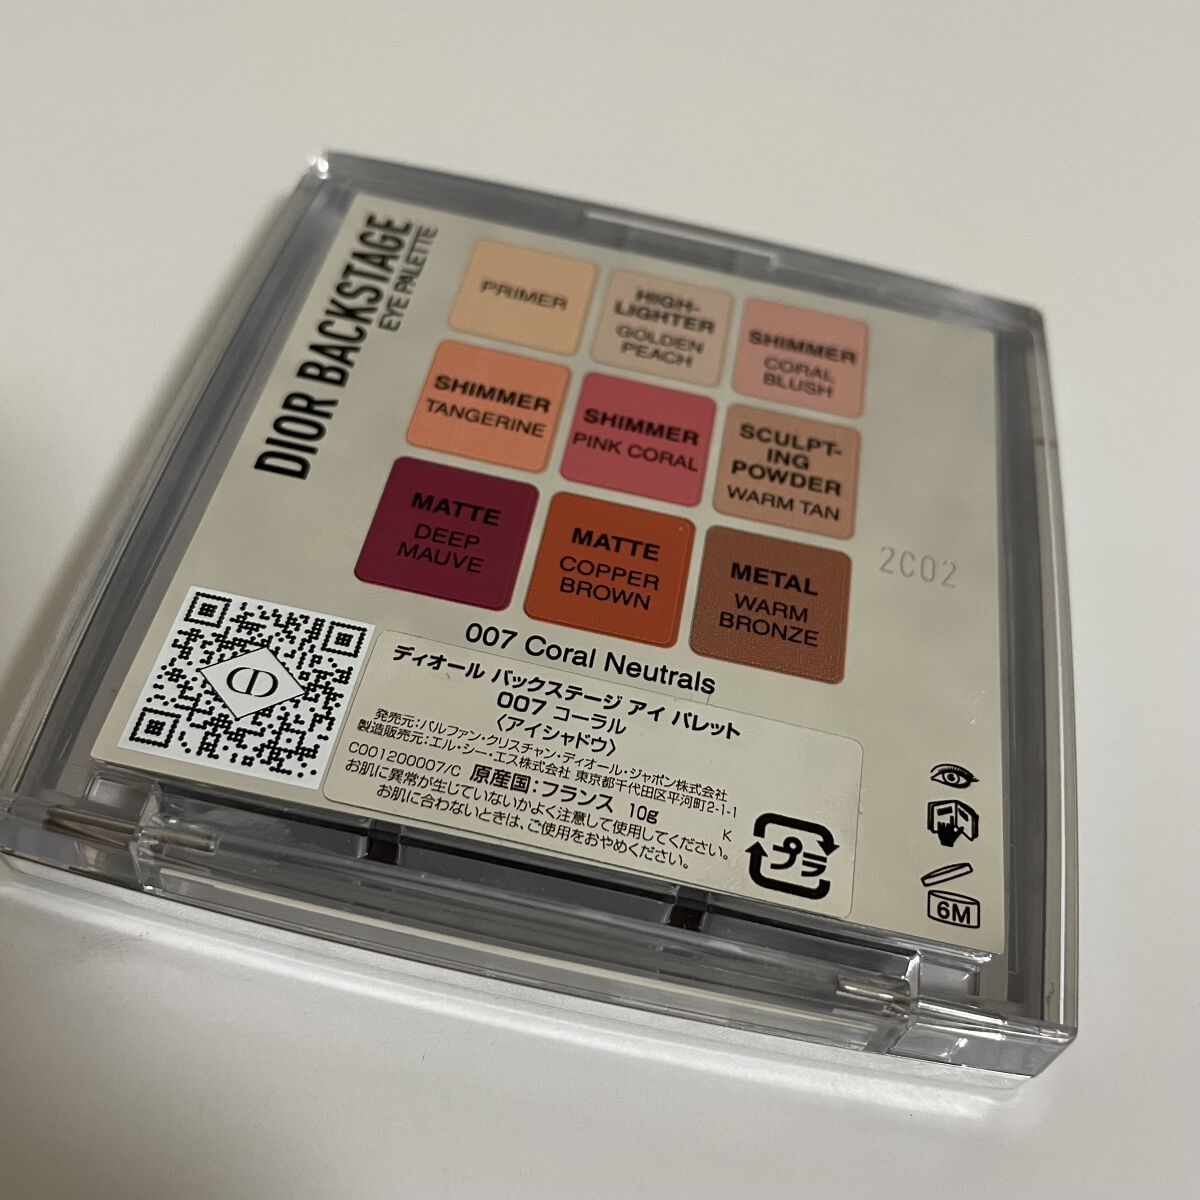 DIOR BACKSTAGE
EYE PALETTE
PRIMER
HIGH-
LIGHTER
GOLDEN
PEACH
SHIMMER
CORAL
BLUSH
SHIMMER
TANGERINE
SHIMMER
PINK CORAL
SCULPT-
ING
POWDER
WARM TAN
MATTE
DEEP
MAUVE
MATTE
COPPER
BROWN
METAL
WARM
BRONZE
2C02
007 Coral Neutrals
ディオール バックステージ アイ パレット
007 コーラル
〈アイシャドウ〉
発売元:パルファン・クリスチャン・ディオール・ジャポン株式会社
製造販売元:エル・シー・エス株式会社 東京都千代田区平河町2-1-1
C001200007/C 原産国:フランス 10g K
お肌に異常が生じていないかよく注意して使用してください。
お肌に合わないときは、ご使用をおやめください。
プラ
6M
CD